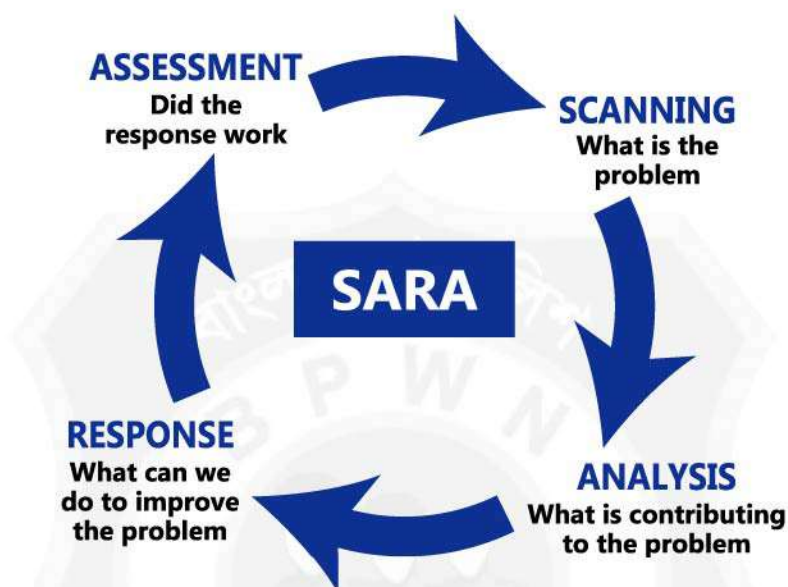 ASSESSMENT
Did the
response work
SCANNING
What is the
problem
SARA
BPWN
RESPONSE
What can we
do to improve
the problem
ANALYSIS
What is contributing
to the problem